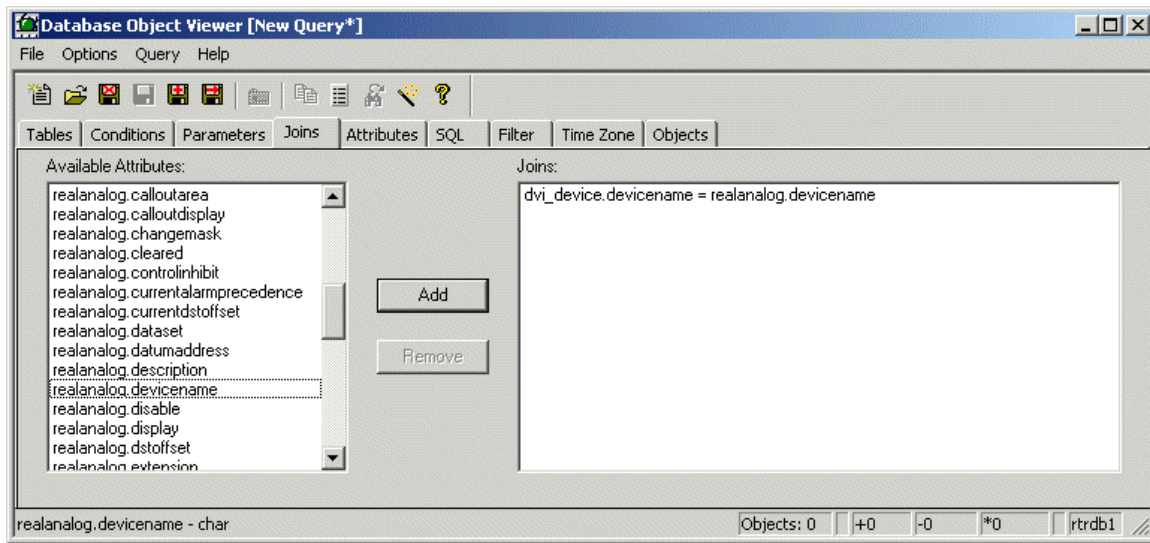 Database Object Viewer [New Query*]
File Options Query Help
Tables Conditions Parameters Joins Attributes SQL Filter Time Zone Objects
Available Attributes:
realanalog.calloutarea
realanalog.calloutdisplay
realanalog.changemask
realanalog.cleared
realanalog.controlinhibit
realanalog.currentalarmprecedence
realanalog.currentdstoffset
realanalog.dataset
realanalog.datumaddress
realanalog.description
realanalog.devicename
realanalog.disable
realanalog.display
realanalog.dstoffset
realanalog.extension
Add
Remove
Joins:
dvi_device.devicename = realanalog.devicename
realanalog.devicename - char Objects: 0 +0 -0 *0 rtrdb1